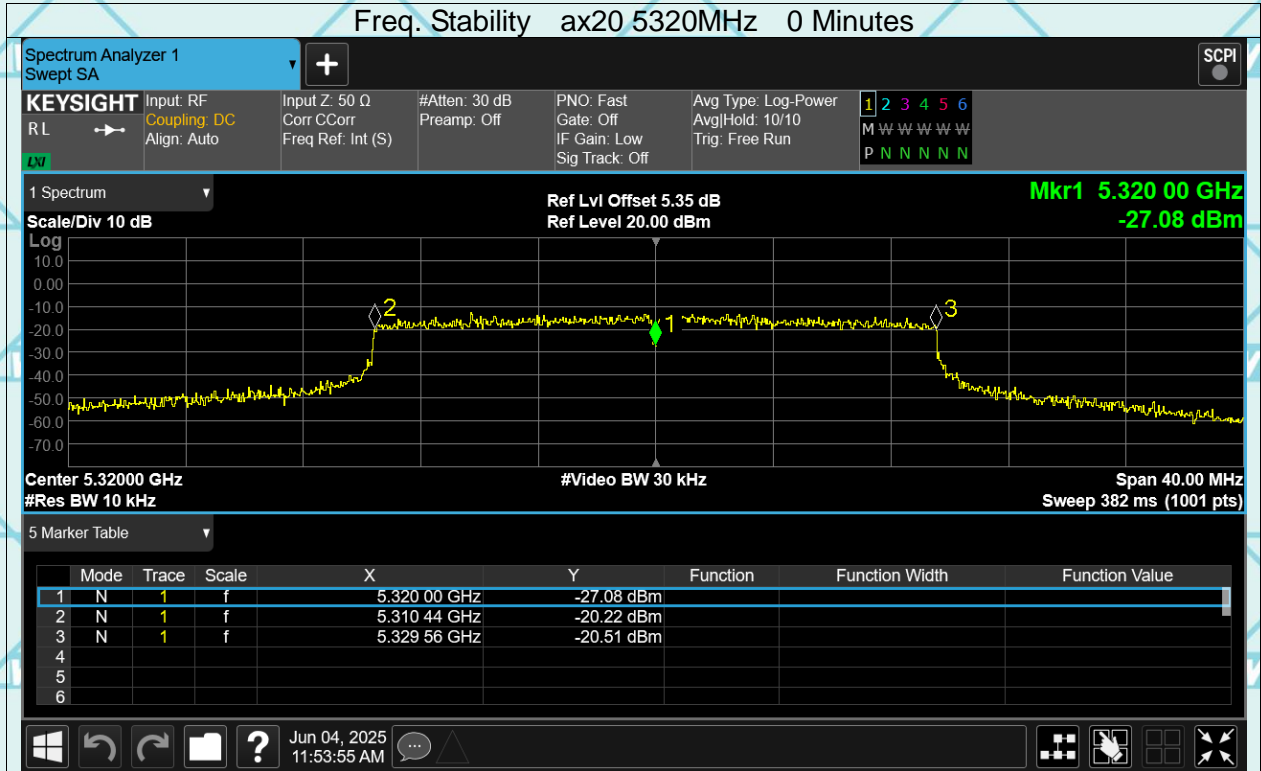 Freq. Stability ax20 5320MHz 0 Minutes
Spectrum Analyzer 1
Swept SA
SCPI
KEYSIGHT
R L
LXI
Input: RF
Coupling: DC
Align: Auto
Input Z: 50 Ω
Corr CCorr
Freq Ref: Int (S)
#Atten: 30 dB
Preamp: Off
PNO: Fast
Gate: Off
IF Gain: Low
Sig Track: Off
Avg Type: Log-Power
Avg|Hold: 10/10
Trig: Free Run
1 2 3 4 5 6
M W W W W W W
P N N N N N N
1 Spectrum
Scale/Div 10 dB
Ref Lvl Offset 5.35 dB
Ref Level 20.00 dBm
Mkr1 5.320 00 GHz
-27.08 dBm
Log
10.0
0.00
-10.0
-20.0
-30.0
-40.0
-50.0
-60.0
-70.0
2
1
3
Center 5.32000 GHz
#Video BW 30 kHz
Span 40.00 MHz
#Res BW 10 kHz
Sweep 382 ms (1001 pts)
5 Marker Table
Mode Trace Scale X Y Function Function Width Function Value
1 N 1 f 5.320 00 GHz -27.08 dBm
2 N 1 f 5.310 44 GHz -20.22 dBm
3 N 1 f 5.329 56 GHz -20.51 dBm
4
5
6
?
Jun 04, 2025
11:53:55 AM